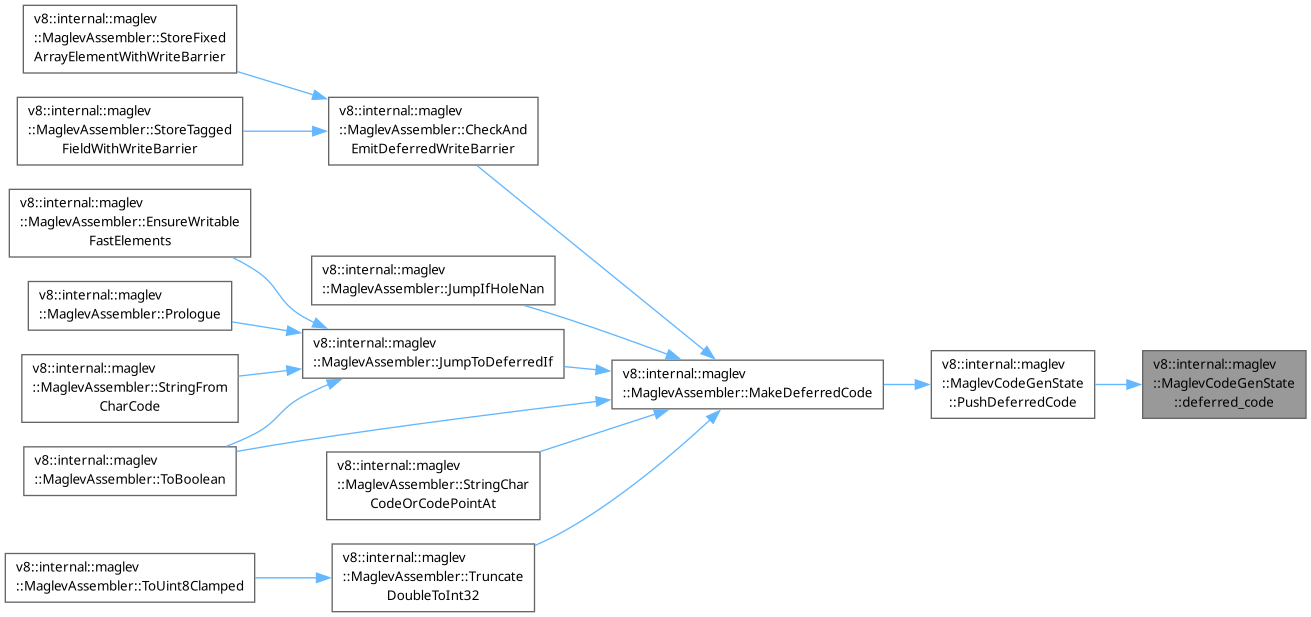 v8::internal::maglev
::MaglevAssembler::StoreFixed
ArrayElementWithWriteBarrier
v8::internal::maglev
::MaglevAssembler::StoreTagged
FieldWithWriteBarrier
v8::internal::maglev
::MaglevAssembler::CheckAnd
EmitDeferredWriteBarrier
v8::internal::maglev
::MaglevAssembler::EnsureWritable
FastElements
v8::internal::maglev
::MaglevAssembler::JumpIfHoleNan
v8::internal::maglev
::MaglevAssembler::Prologue
v8::internal::maglev
::MaglevAssembler::JumpToDeferredIf
v8::internal::maglev
::MaglevAssembler::StringFrom
CharCode
v8::internal::maglev
::MaglevAssembler::MakeDeferredCode
v8::internal::maglev
::MaglevCodeGenState
::PushDeferredCode
v8::internal::maglev
::MaglevCodeGenState
::deferred_code
v8::internal::maglev
::MaglevAssembler::ToBoolean
v8::internal::maglev
::MaglevAssembler::StringChar
CodeOrCodePointAt
v8::internal::maglev
::MaglevAssembler::ToUint8Clamped
v8::internal::maglev
::MaglevAssembler::Truncate
DoubleToInt32